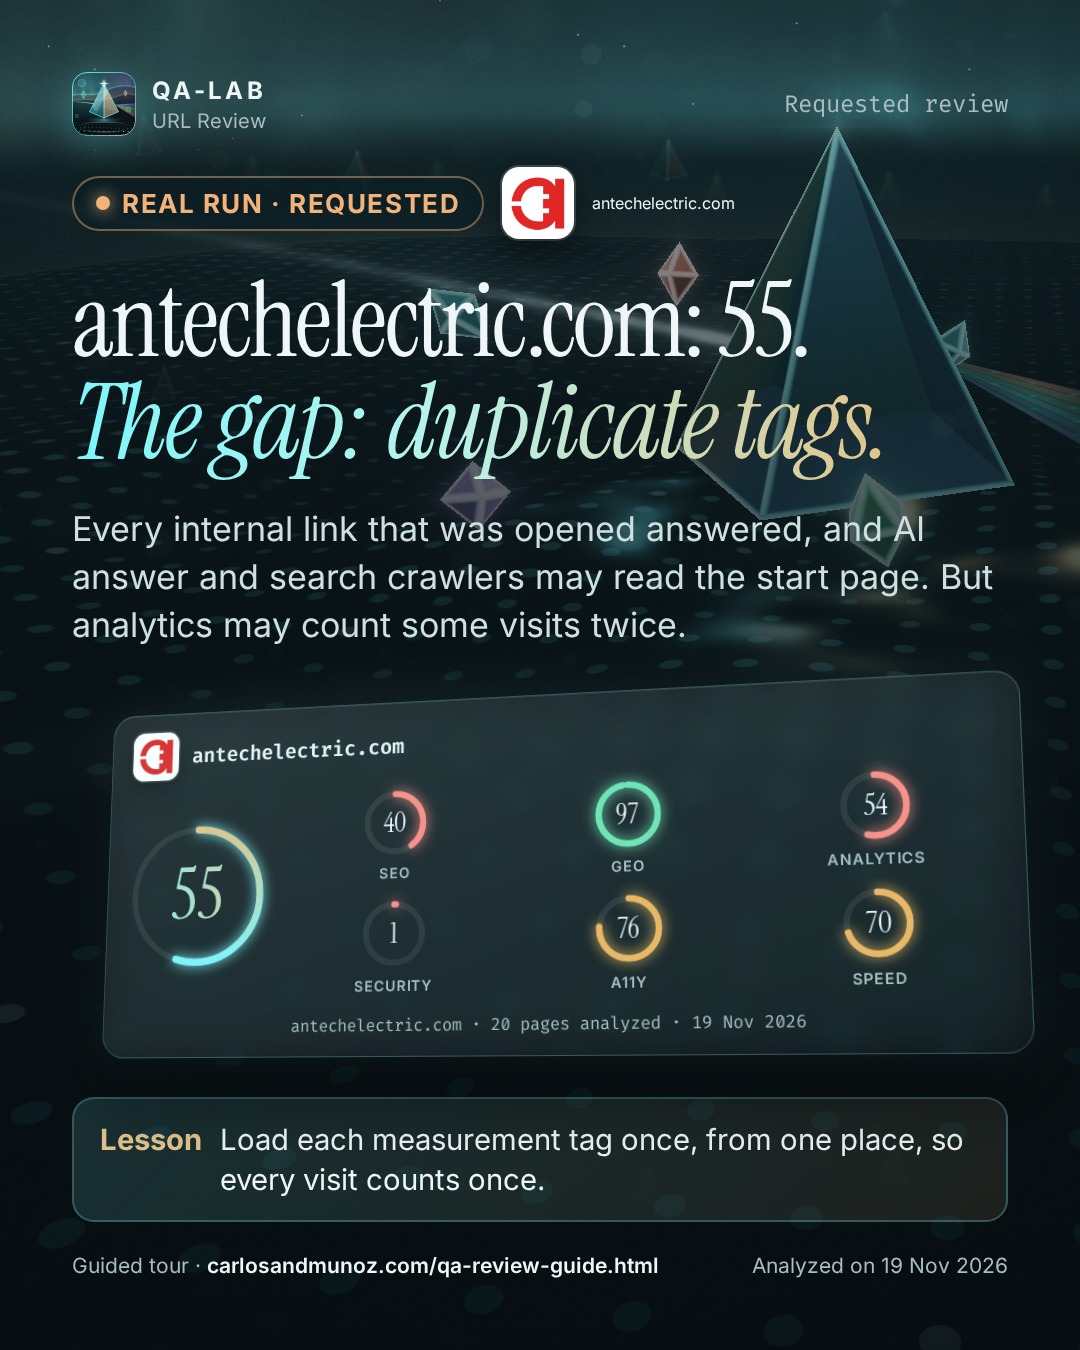 QA-LAB
URL Review
Requested review
REAL RUN · REQUESTED
antechelectric.com
antechelectric.com: 55.
The gap: duplicate tags.
Every internal link that was opened answered, and AI
answer and search crawlers may read the start page. But
analytics may count some visits twice.
antechelectric.com
55
40
SEO
97
GEO
54
ANALYTICS
1
SECURITY
76
A11Y
70
SPEED
antechelectric.com · 20 pages analyzed · 19 Nov 2026
Lesson Load each measurement tag once, from one place, so
every visit counts once.
Guided tour · carlosandmunoz.com/qa-review-guide.html
Analyzed on 19 Nov 2026